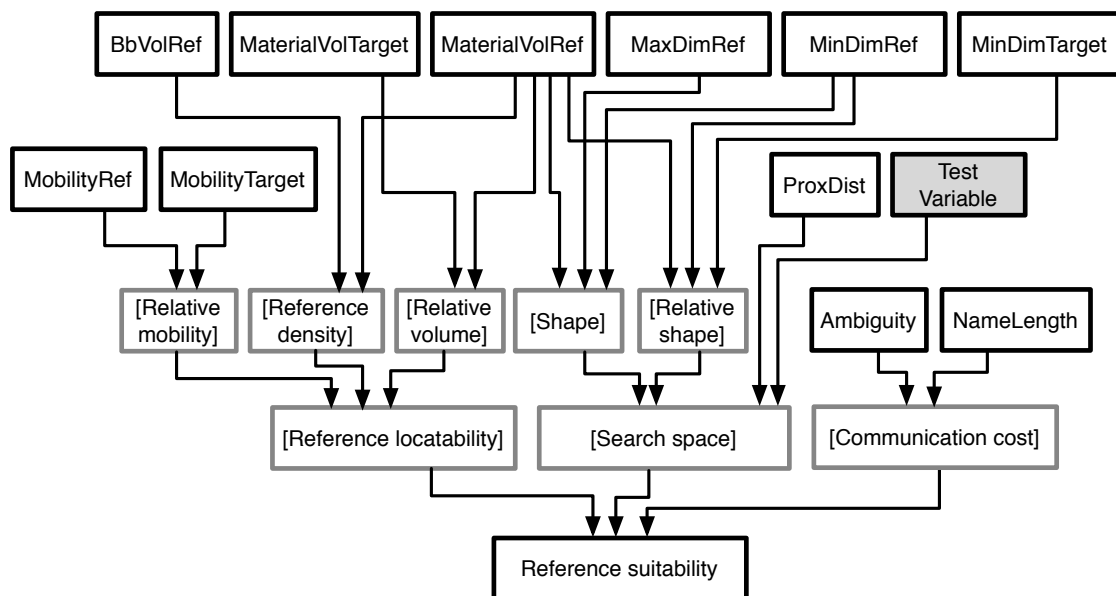 BbVolRef
MaterialVolTarget
MaterialVolRef
MaxDimRef
MinDimRef
MinDimTarget
MobilityRef
MobilityTarget
ProxDist
Test
Variable
[Relative
mobility]
[Reference
density]
[Relative
volume]
[Shape]
[Relative
shape]
Ambiguity
NameLength
[Reference locatability]
[Search space]
[Communication cost]
Reference suitability